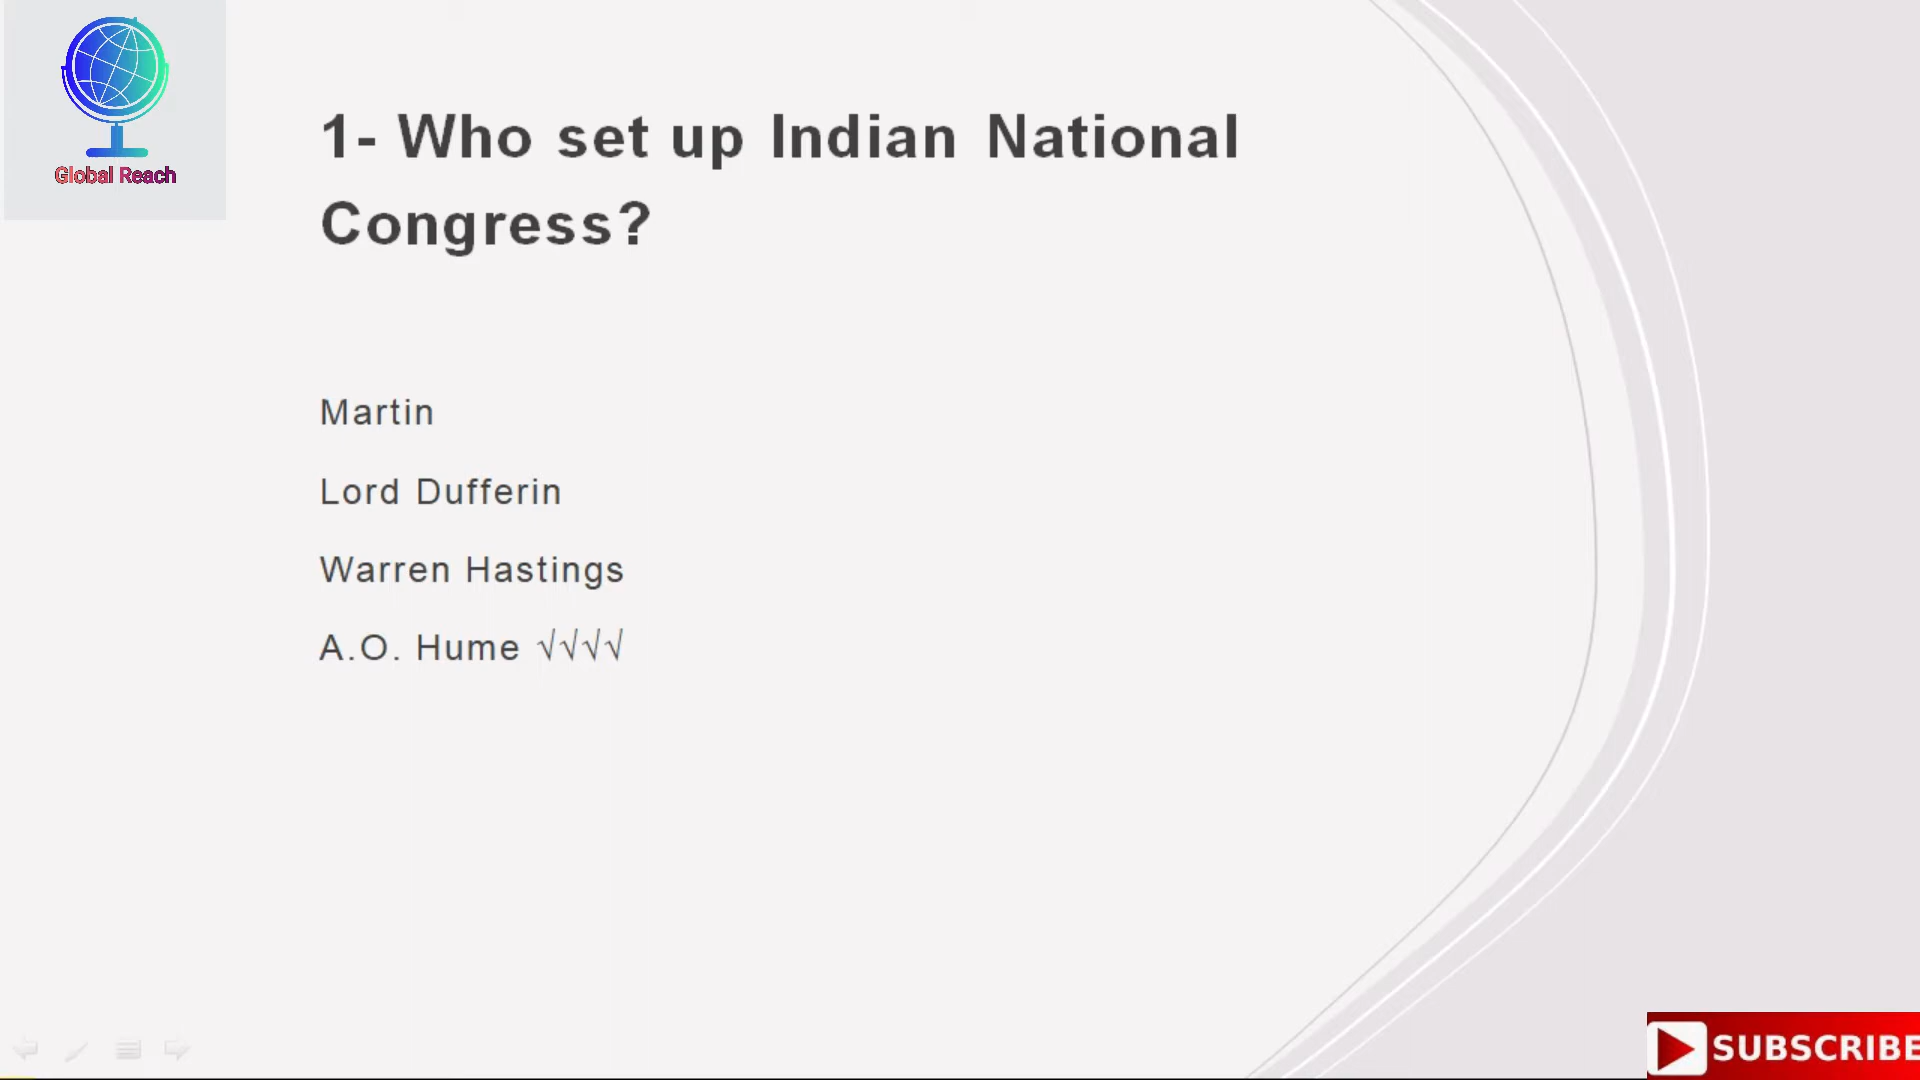 Global Reach
1- Who set up Indian National
Congress?
Martin
Lord Dufferin
Warren Hastings
A.O. Hume √√√√
SUBSCRIBE